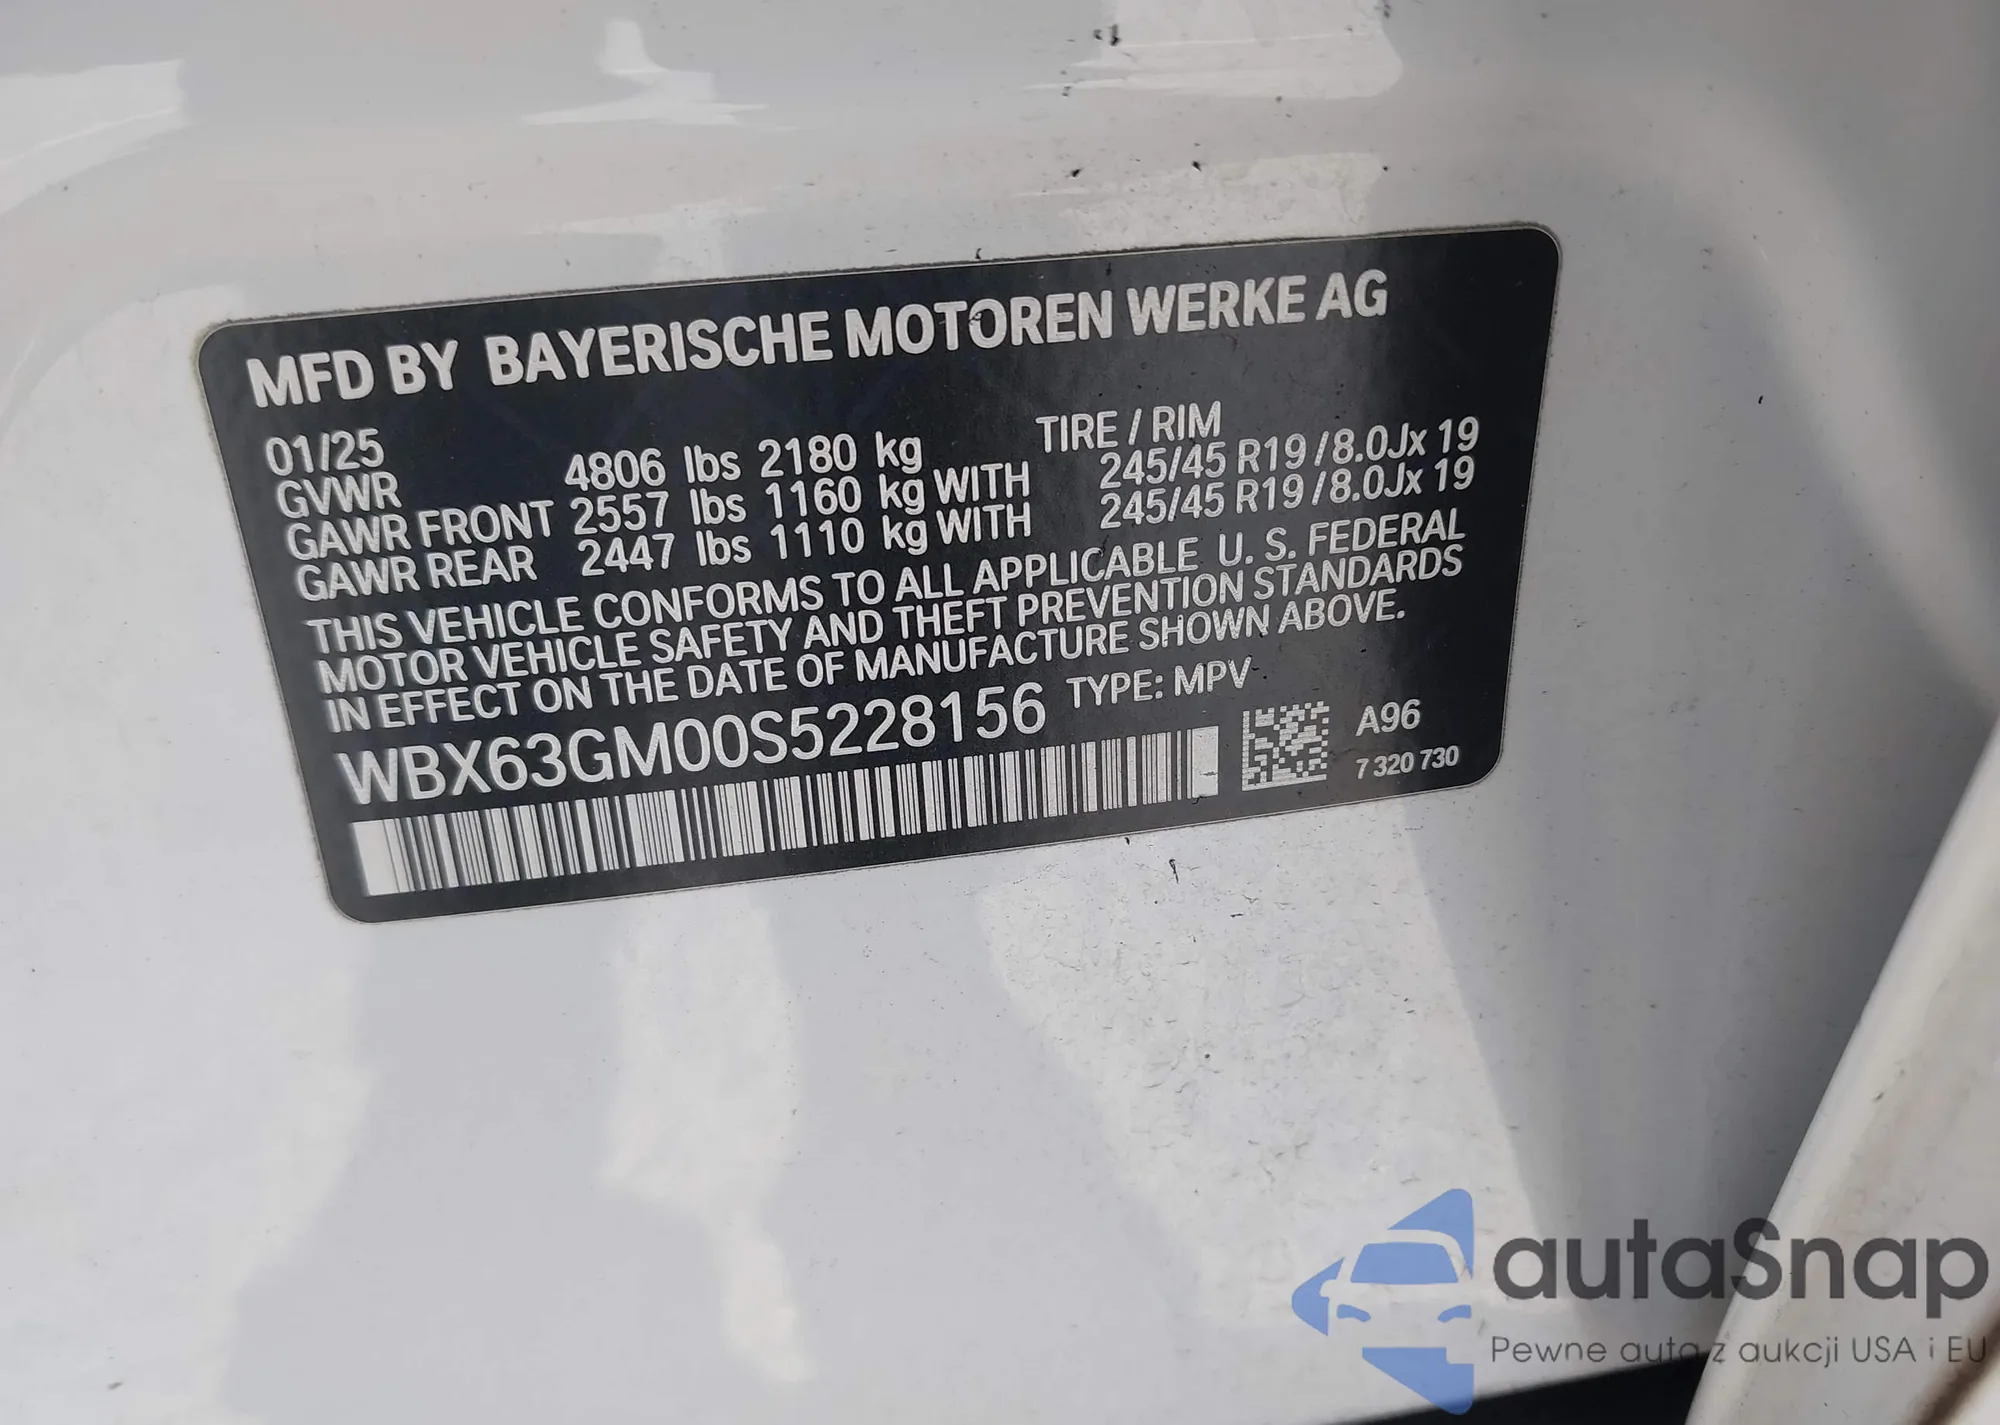 MFD BY BAYERISCHE MOTOREN WERKE AG
01/25 TIRE / RIM
GVWR 4806 lbs 2180 kg
GAWR FRONT 2557 lbs 1160 kg WITH 245/45 R19 /8.0Jx 19
GAWR REAR 2447 lbs 1110 kg WITH 245/45 R19 /8.0Jx 19
THIS VEHICLE CONFORMS TO ALL APPLICABLE U. S. FEDERAL
MOTOR VEHICLE SAFETY AND THEFT PREVENTION STANDARDS
IN EFFECT ON THE DATE OF MANUFACTURE SHOWN ABOVE.
WBX63GM00S5228156 TYPE: MPV
A96
7 320 730
autaSnap
Pewne auta z aukcji USA i EU